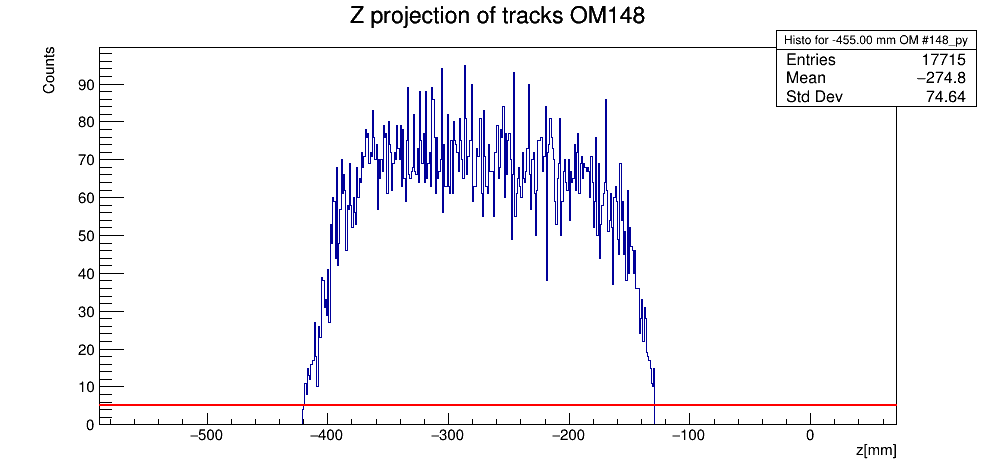 Z projection of tracks OM148
Histo for -455.00 mm OM #148_py
Entries 17715
Mean −274.8
Std Dev 74.64
Counts
90
80
70
60
50
40
30
20
10
0
−500 −400 −300 −200 −100 0
z[mm]